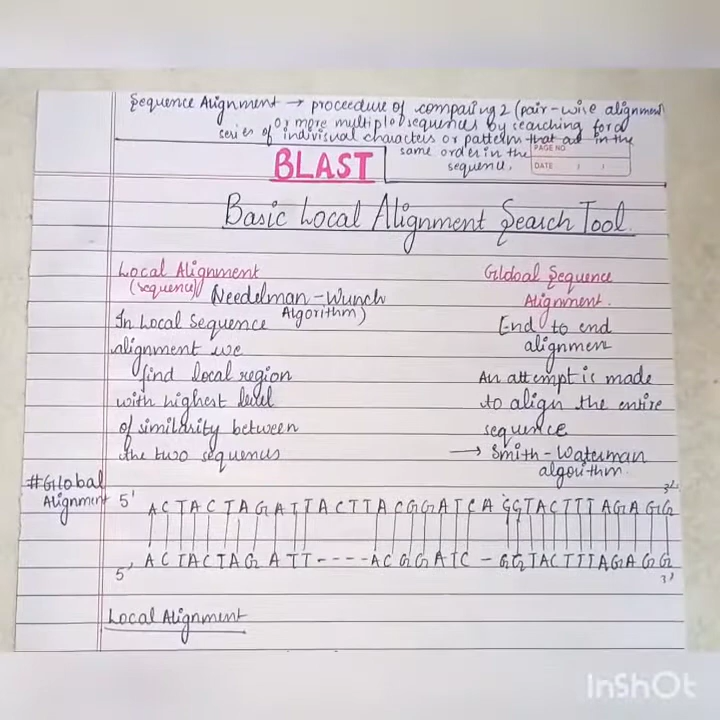 Sequence Alignment → proceedure of comparing 2 (pair-wise alignment)
or more multiple sequences by searching for a
series of indivisual characters or pattern that are in the
same order in the
sequence.
PAGE NO
DATE / /
BLAST
Basic Local Alignment Search Tool.
Local Alignment
(sequence) (Needelman-Wunch
Algorithm)
In Local Sequence
alignment we
find local region
with highest level
of similarity between
the two sequences
Global Sequence
Alignment.
End to end
alignmen
An attempt is made
to align the entire
sequence
→ Smith-Waterman
algorithm.
#Global
Alignment
3'
5' ACTACTAGATTACTTACGGATCAGGTACTTTAGAGG
5' ACTACTAGATT----ACGGATC-GGTACTTTAGAGG
3'
Local Alignment
InShOt